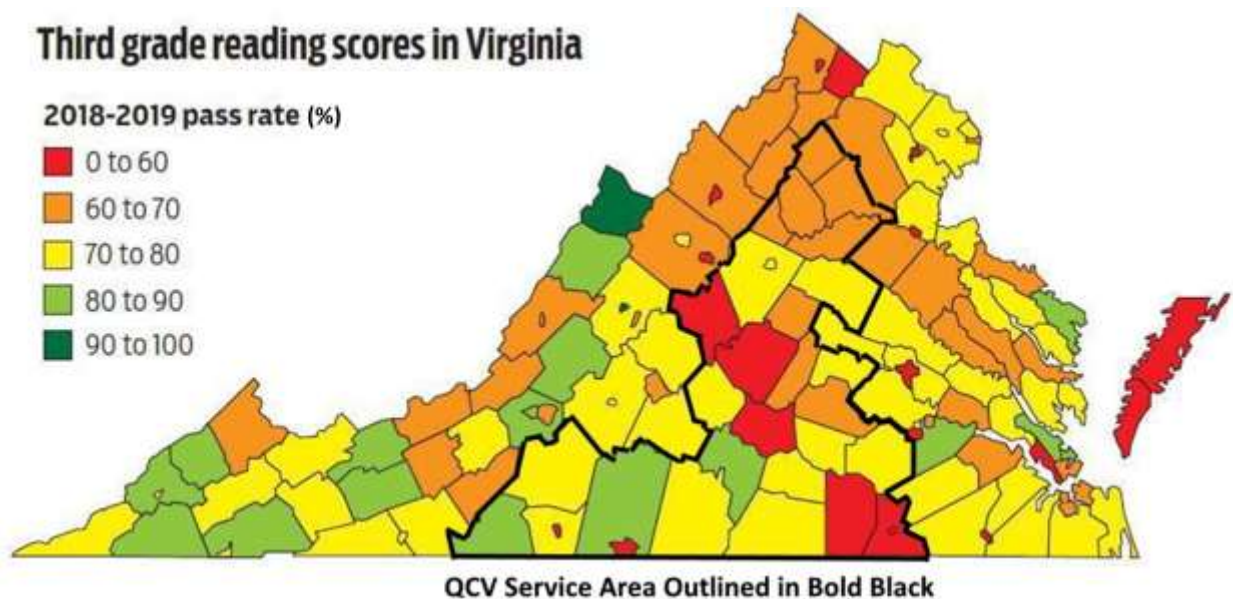 Third grade reading scores in Virginia
2018-2019 pass rate (%)
0 to 60
60 to 70
70 to 80
80 to 90
90 to 100
QCV Service Area Outlined in Bold Black